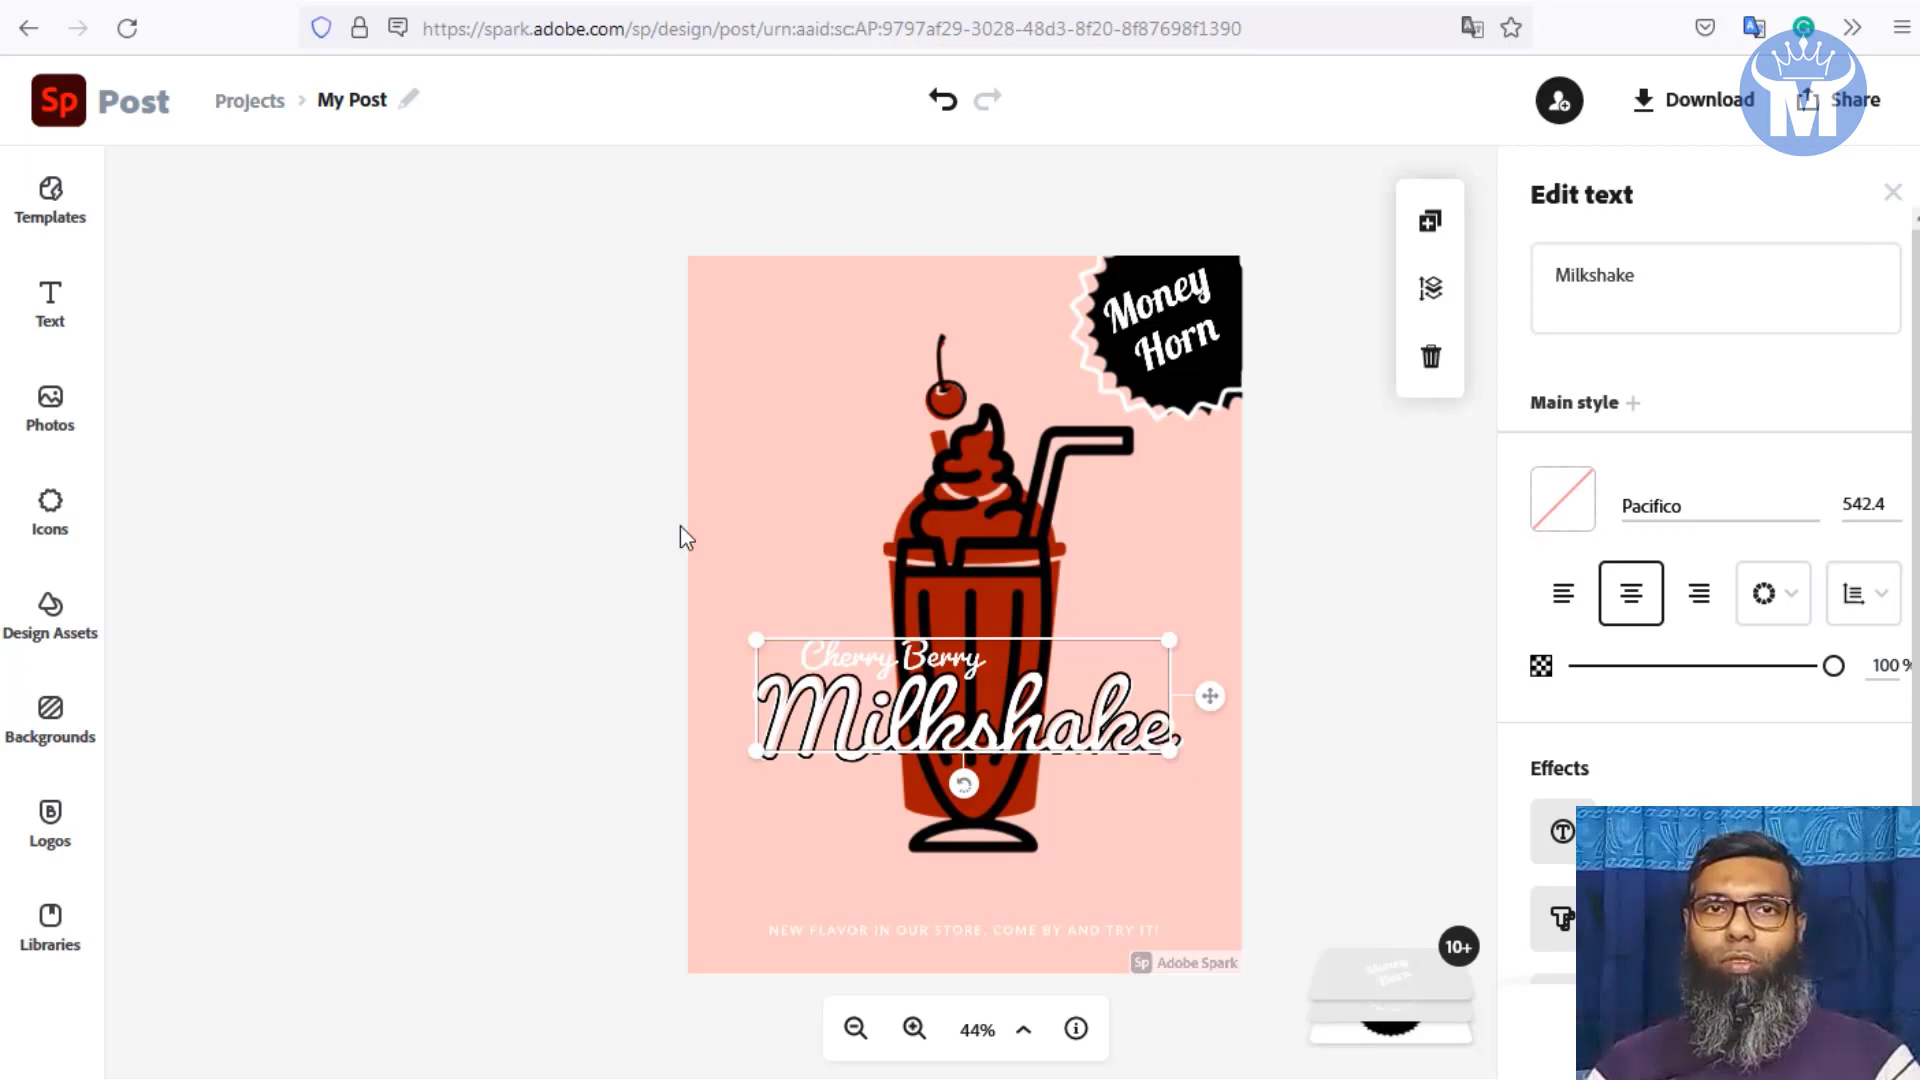 https://spark.adobe.com/sp/design/post/urn:aaid:sc:AP:9797af29-3028-48d3-8f20-8f87698f1390
Sp Post Projects > My Post Download Share
M
Templates
Text
Photos
Icons
Design Assets
Backgrounds
Logos
Libraries
Money
Horn
Cherry Berry
Milkshake
NEW FLAVOR IN OUR STORE. COME BY AND TRY IT!
Sp Adobe Spark
44%
10+
Money
Horn
Edit text
Milkshake
Main style +
Pacifico 542.4
100 %
Effects